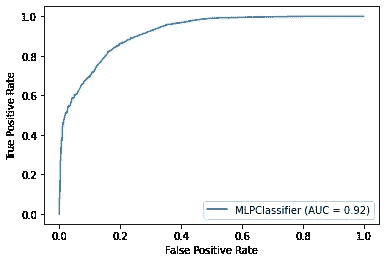 1.0
0.8
0.6
0.4
0.2
0.0
True Positive Rate
0.0 0.2 0.4 0.6 0.8 1.0
False Positive Rate
MLPClassifier (AUC = 0.92)